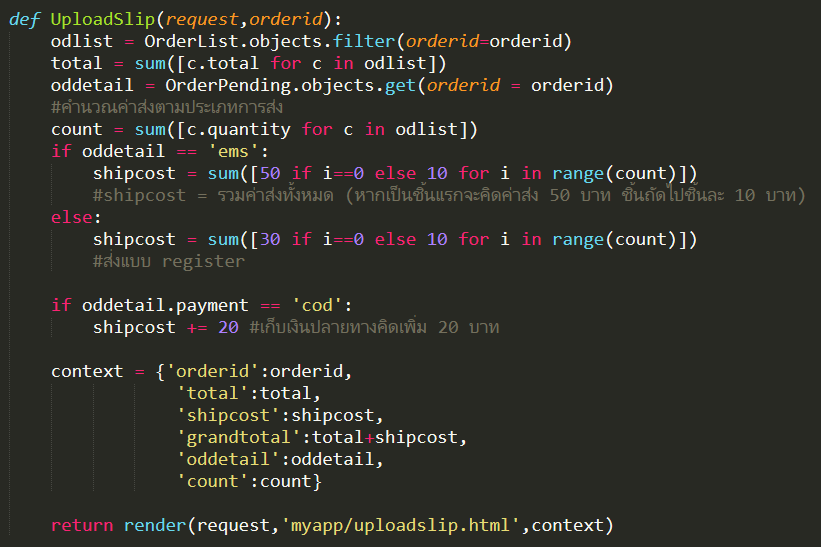 def UploadSlip(request,orderid):
    odlist = OrderList.objects.filter(orderid=orderid)
    total = sum([c.total for c in odlist])
    oddetail = OrderPending.objects.get(orderid = orderid)
    #คำนวณค่าส่งตามประเภทการส่ง
    count = sum([c.quantity for c in odlist])
    if oddetail == 'ems':
        shipcost = sum([50 if i==0 else 10 for i in range(count)])
        #shipcost = รวมค่าส่งทั้งหมด (หากเป็นชิ้นแรกจะคิดค่าส่ง 50 บาท ชิ้นถัดไปชิ้นละ 10 บาท)
    else:
        shipcost = sum([30 if i==0 else 10 for i in range(count)])
        #ส่งแบบ register
    if oddetail.payment == 'cod':
        shipcost += 20 #เก็บเงินปลายทางคิดเพิ่ม 20 บาท
    context = {'orderid':orderid,
                'total':total,
                'shipcost':shipcost,
                'grandtotal':total+shipcost,
                'oddetail':oddetail,
                'count':count}
    return render(request,'myapp/uploadslip.html',context)